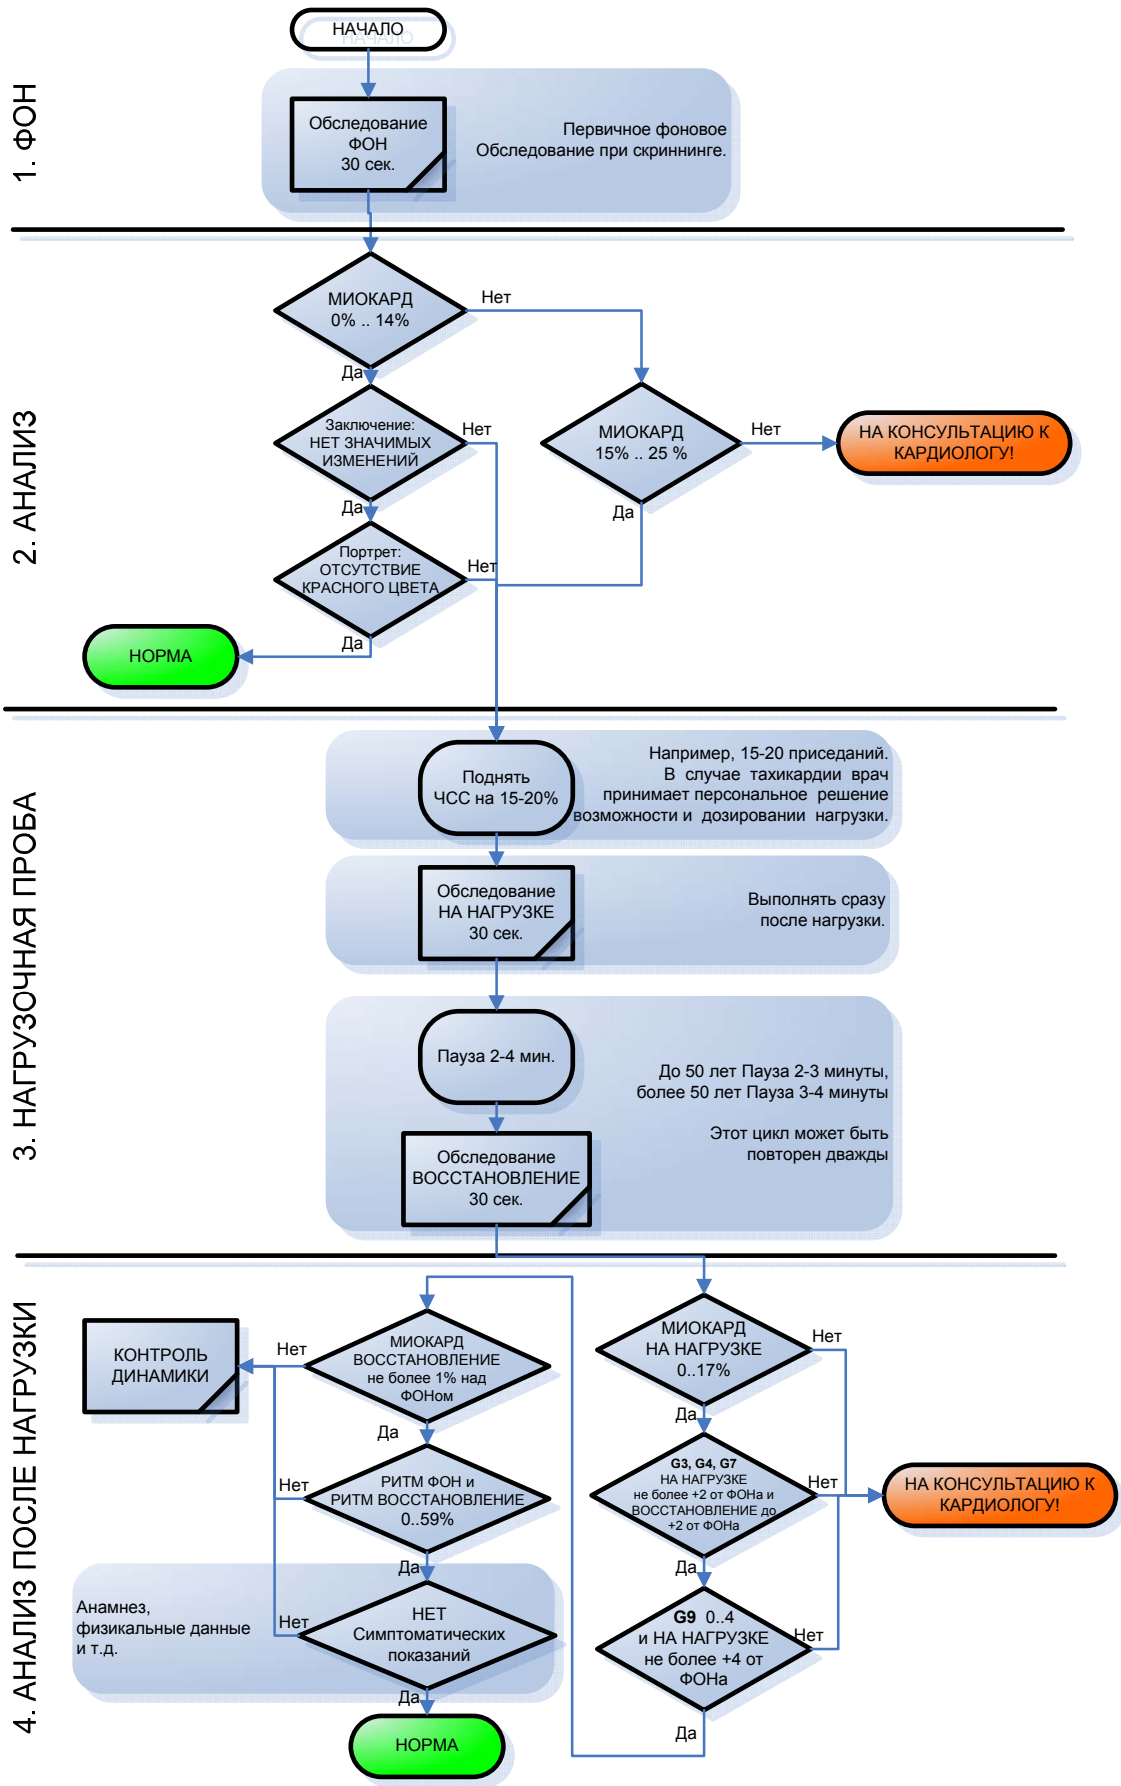 НАЧАЛО
1. ФОН
Обследование
ФОН
30 сек.
Первичное фоновое
Обследование при скриннинге.
2. АНАЛИЗ
МИОКАРД
0% .. 14%
Нет
Да
Заключение:
НЕТ ЗНАЧИМЫХ
ИЗМЕНЕНИЙ
Нет
МИОКАРД
15% .. 25 %
Нет
НА КОНСУЛЬТАЦИЮ К
КАРДИОЛОГУ!
Да
Да
Портрет:
ОТСУТСТВИЕ
КРАСНОГО ЦВЕТА
Нет
Да
НОРМА
3. НАГРУЗОЧНАЯ ПРОБА
Поднять
ЧСС на 15-20%
Например, 15-20 приседаний.
В случае тахикардии врач
принимает персональное решение
возможности и дозировании нагрузки.
Обследование
НА НАГРУЗКЕ
30 сек.
Выполнять сразу
после нагрузки.
Пауза 2-4 мин.
До 50 лет Пауза 2-3 минуты,
более 50 лет Пауза 3-4 минуты
Этот цикл может быть
повторен дважды
Обследование
ВОССТАНОВЛЕНИЕ
30 сек.
4. АНАЛИЗ ПОСЛЕ НАГРУЗКИ
МИОКАРД
НА НАГРУЗКЕ
0..17%
Нет
Да
G3, G4, G7
НА НАГРУЗКЕ
не более +2 от ФОНа и
ВОССТАНОВЛЕНИЕ до
+2 от ФОНа
Нет
НА КОНСУЛЬТАЦИЮ К
КАРДИОЛОГУ!
Да
G9 0..4
и НА НАГРУЗКЕ
не более +4 от
ФОНа
Нет
Да
МИОКАРД
ВОССТАНОВЛЕНИЕ
не более 1% над
ФОНом
Нет
КОНТРОЛЬ
ДИНАМИКИ
Да
РИТМ ФОН и
РИТМ ВОССТАНОВЛЕНИЕ
0..59%
Нет
Да
Анамнез,
физикальные данные
и т.д.
НЕТ
Симптоматических
показаний
Нет
Да
НОРМА